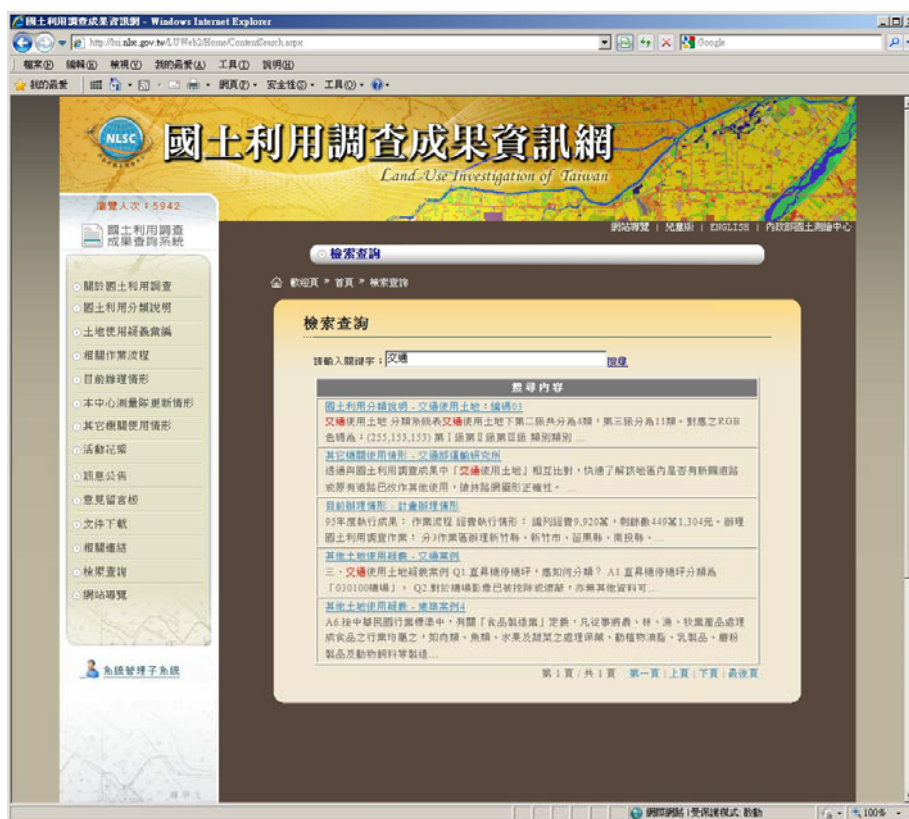 國土利用調查成果資訊網 - Windows Internet Explorer
http://lui.nlsc.gov.tw/LUWeb2/Home/ContentSearch.aspx
Google
檔案(F) 編輯(E) 檢視(V) 我的最愛(A) 工具(T) 說明(H)
我的最愛
網頁(P) 安全性(S) 工具(O)
NLSC
國土利用調查成果資訊網
Land Use Investigation of Taiwan
瀏覽人次:5942
網站導覽 | 兒童版 | ENGLISH | 內政部國土測繪中心
國土利用調查
成果查詢系統
檢索查詢
歡迎頁 » 首頁 » 檢索查詢
關於國土利用調查
國土利用分類說明
土地使用疑義彙編
相關作業流程
目前辦理情形
本中心測量隊更新情形
其它機關使用情形
活動花絮
訊息公佈
意見留言板
文件下載
相關連結
檢索查詢
網站導覽
系統管理子系統
檢索查詢
請輸入關鍵字:交通 搜尋
搜尋內容
國土利用分類說明 - 交通使用土地:編碼03
交通使用土地 分類系統表交通使用土地下第二級共分為4類,第三級分為11類。對應之RGB
色碼為:(255,153,153) 第Ⅰ級第Ⅱ級第Ⅲ級 類別類別 ....
其它機關使用情形 - 交通部運輸研究所
透過與國土利用調查成果中「交通使用土地」相互比對,快速了解該地區內是否有新闢道路
或原有道路已改作其他使用,維持路網圖形正確性。 ....
目前辦理情形 - 計畫辦理情形
95年度執行成果: 作業流程 經費執行情形: 編列經費9,920萬,剩餘數449萬1,304元。辦理
國土利用調查作業: 分3作業區辦理新竹縣、新竹市、苗栗縣、南投縣、....
其他土地使用疑義 - 交通案例
三、交通使用土地疑義案例 Q1.直昇機停機坪,應如何分類? A1.直昇機停機坪分類為
「030100機場」。 Q2.對於機場影像已被挖除或遮蔽,亦無其他資料可....
其他土地使用疑義 - 建築案例4
A6.按中華民國行業標準中,有關「食品製造業」定義,凡從事將農、林、漁、牧業產品處理
成食品之行業均屬之,如肉類、魚類、水果及蔬菜之處理保藏、動植物油脂、乳製品、磨粉
製品及動物飼料等製造....
第 1 頁 / 共 1 頁 第一頁 | 上頁 | 下頁 | 最後頁
網際網路 | 受保護模式: 啟動
100%